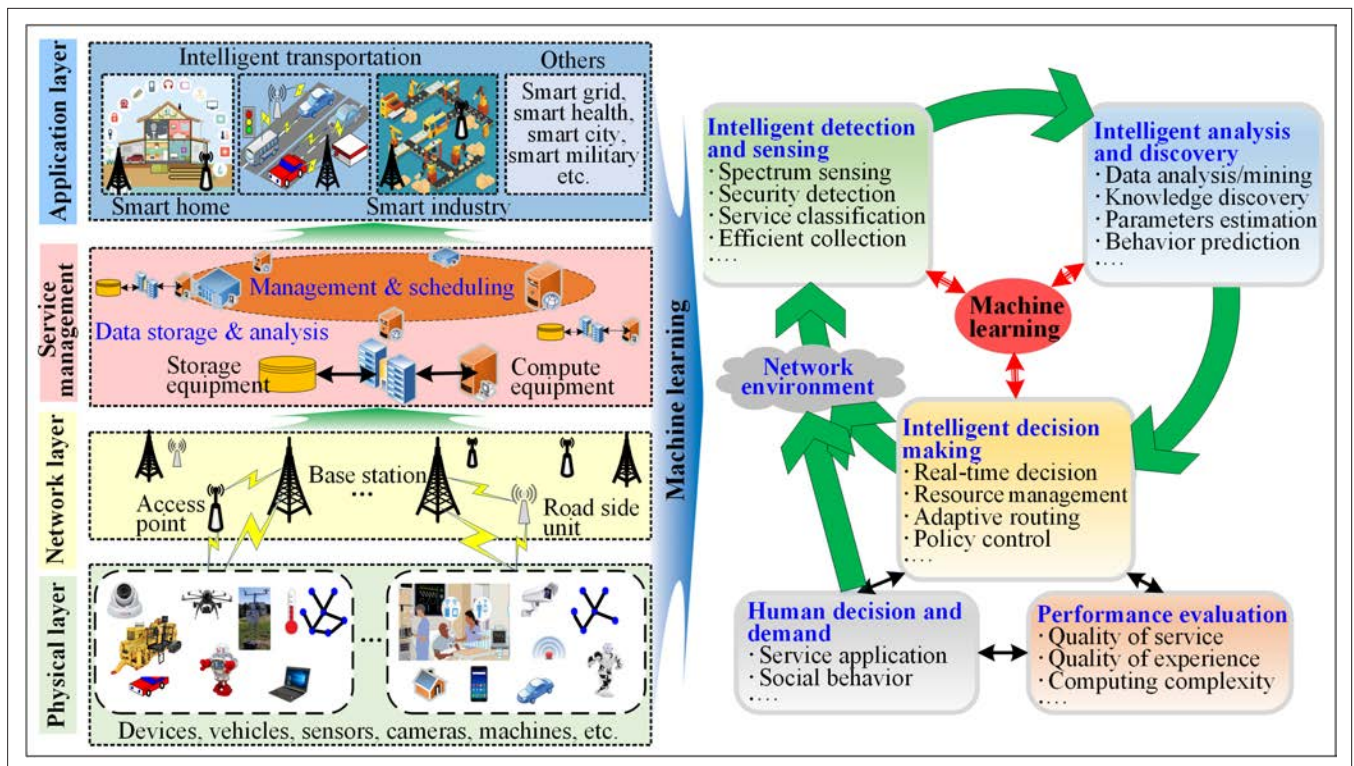 Application layer
Intelligent transportation
Others
Smart grid,
smart health,
smart city,
smart military
etc.
Smart home
Smart industry
Service
management
Management & scheduling
Data storage & analysis
Storage
equipment
Compute
equipment
Network layer
Access
point
Base station
...
Road side
unit
Physical layer
...
Devices, vehicles, sensors, cameras, machines, etc.
Machine learning
Intelligent detection
and sensing
· Spectrum sensing
· Security detection
· Service classification
· Efficient collection
. . . .
Intelligent analysis
and discovery
· Data analysis/mining
· Knowledge discovery
· Parameters estimation
· Behavior prediction
. . . .
Machine
learning
Network
environment
Intelligent decision
making
· Real-time decision
· Resource management
· Adaptive routing
· Policy control
. . . .
Human decision and
demand
· Service application
· Social behavior
. . . .
Performance evaluation
· Quality of service
· Quality of experience
· Computing complexity
. . . .